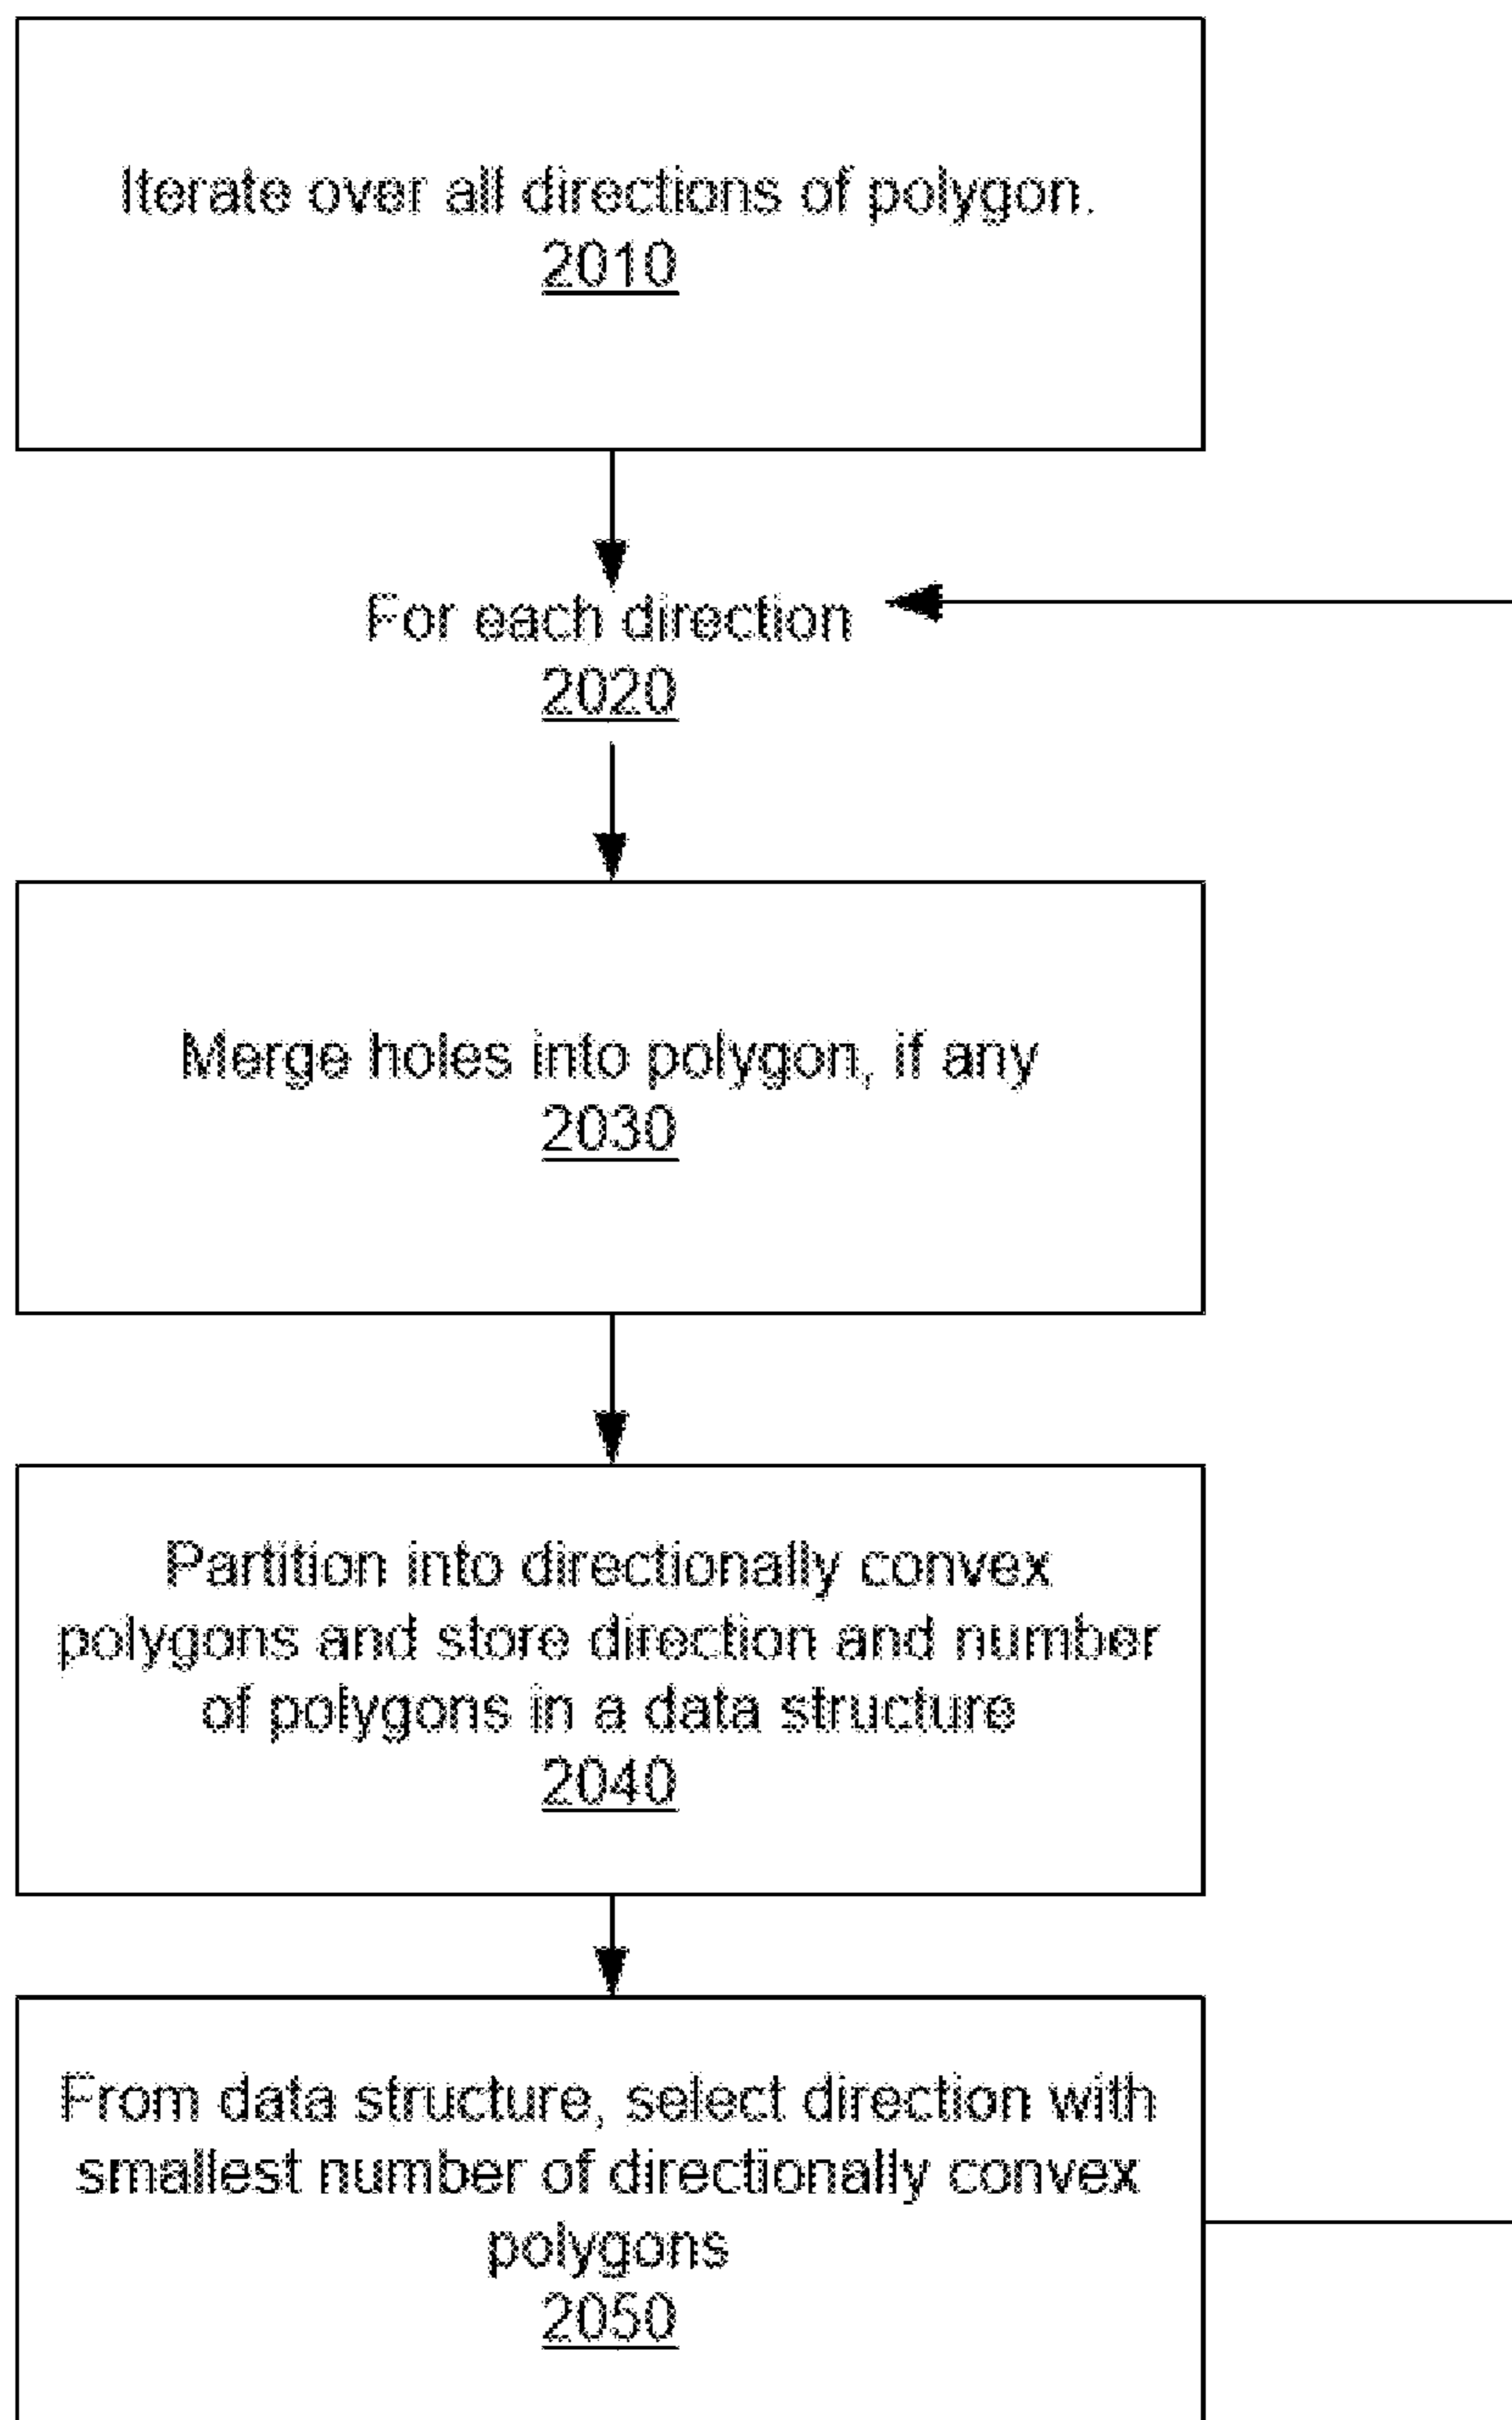 Iterate over all directions of polygon.
2010
For each direction
2020
Merge holes into polygon, if any
2030
Partition into directionally convex
polygons and store direction and number
of polygons in a data structure
2040
From data structure, select direction with
smallest number of directionally convex
polygons
2050